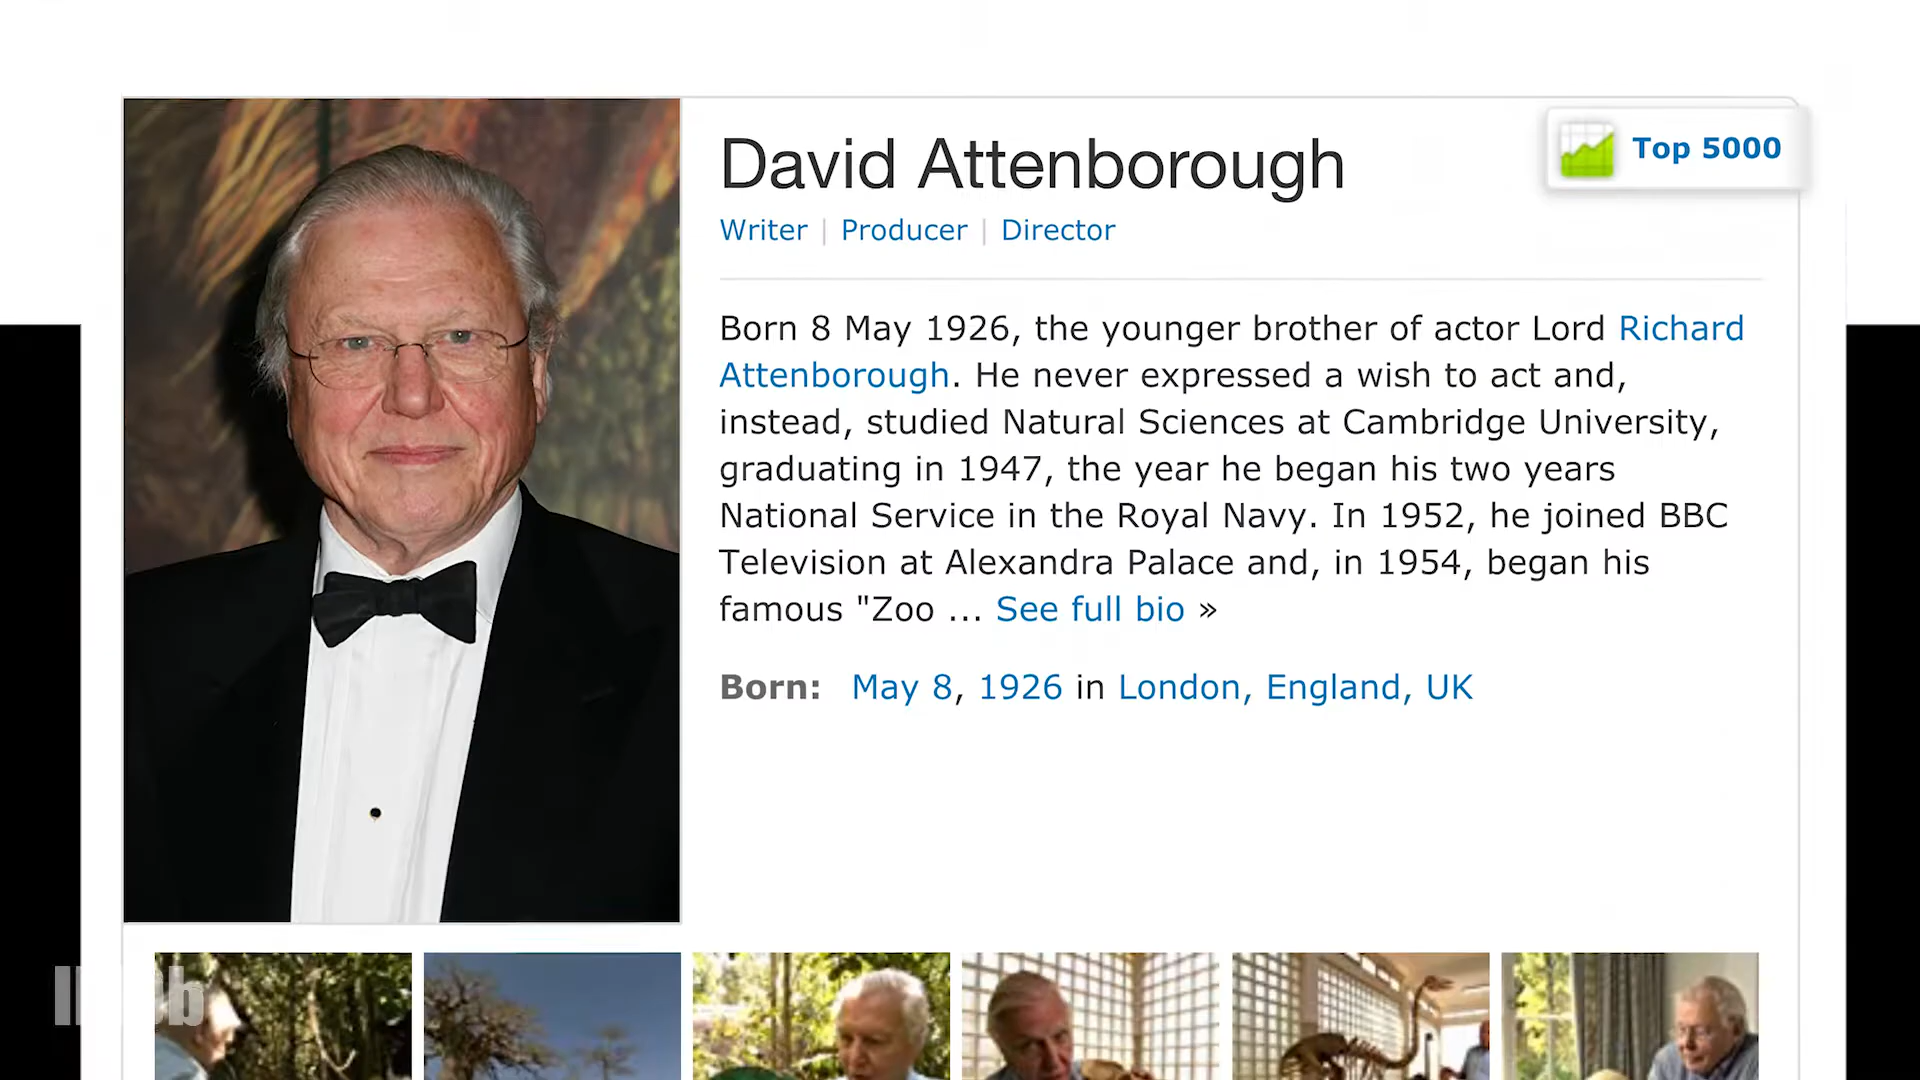 David Attenborough
Top 5000
Writer | Producer | Director
Born 8 May 1926, the younger brother of actor Lord Richard
Attenborough. He never expressed a wish to act and,
instead, studied Natural Sciences at Cambridge University,
graduating in 1947, the year he began his two years
National Service in the Royal Navy. In 1952, he joined BBC
Television at Alexandra Palace and, in 1954, began his
famous "Zoo ... See full bio »
Born: May 8, 1926 in London, England, UK